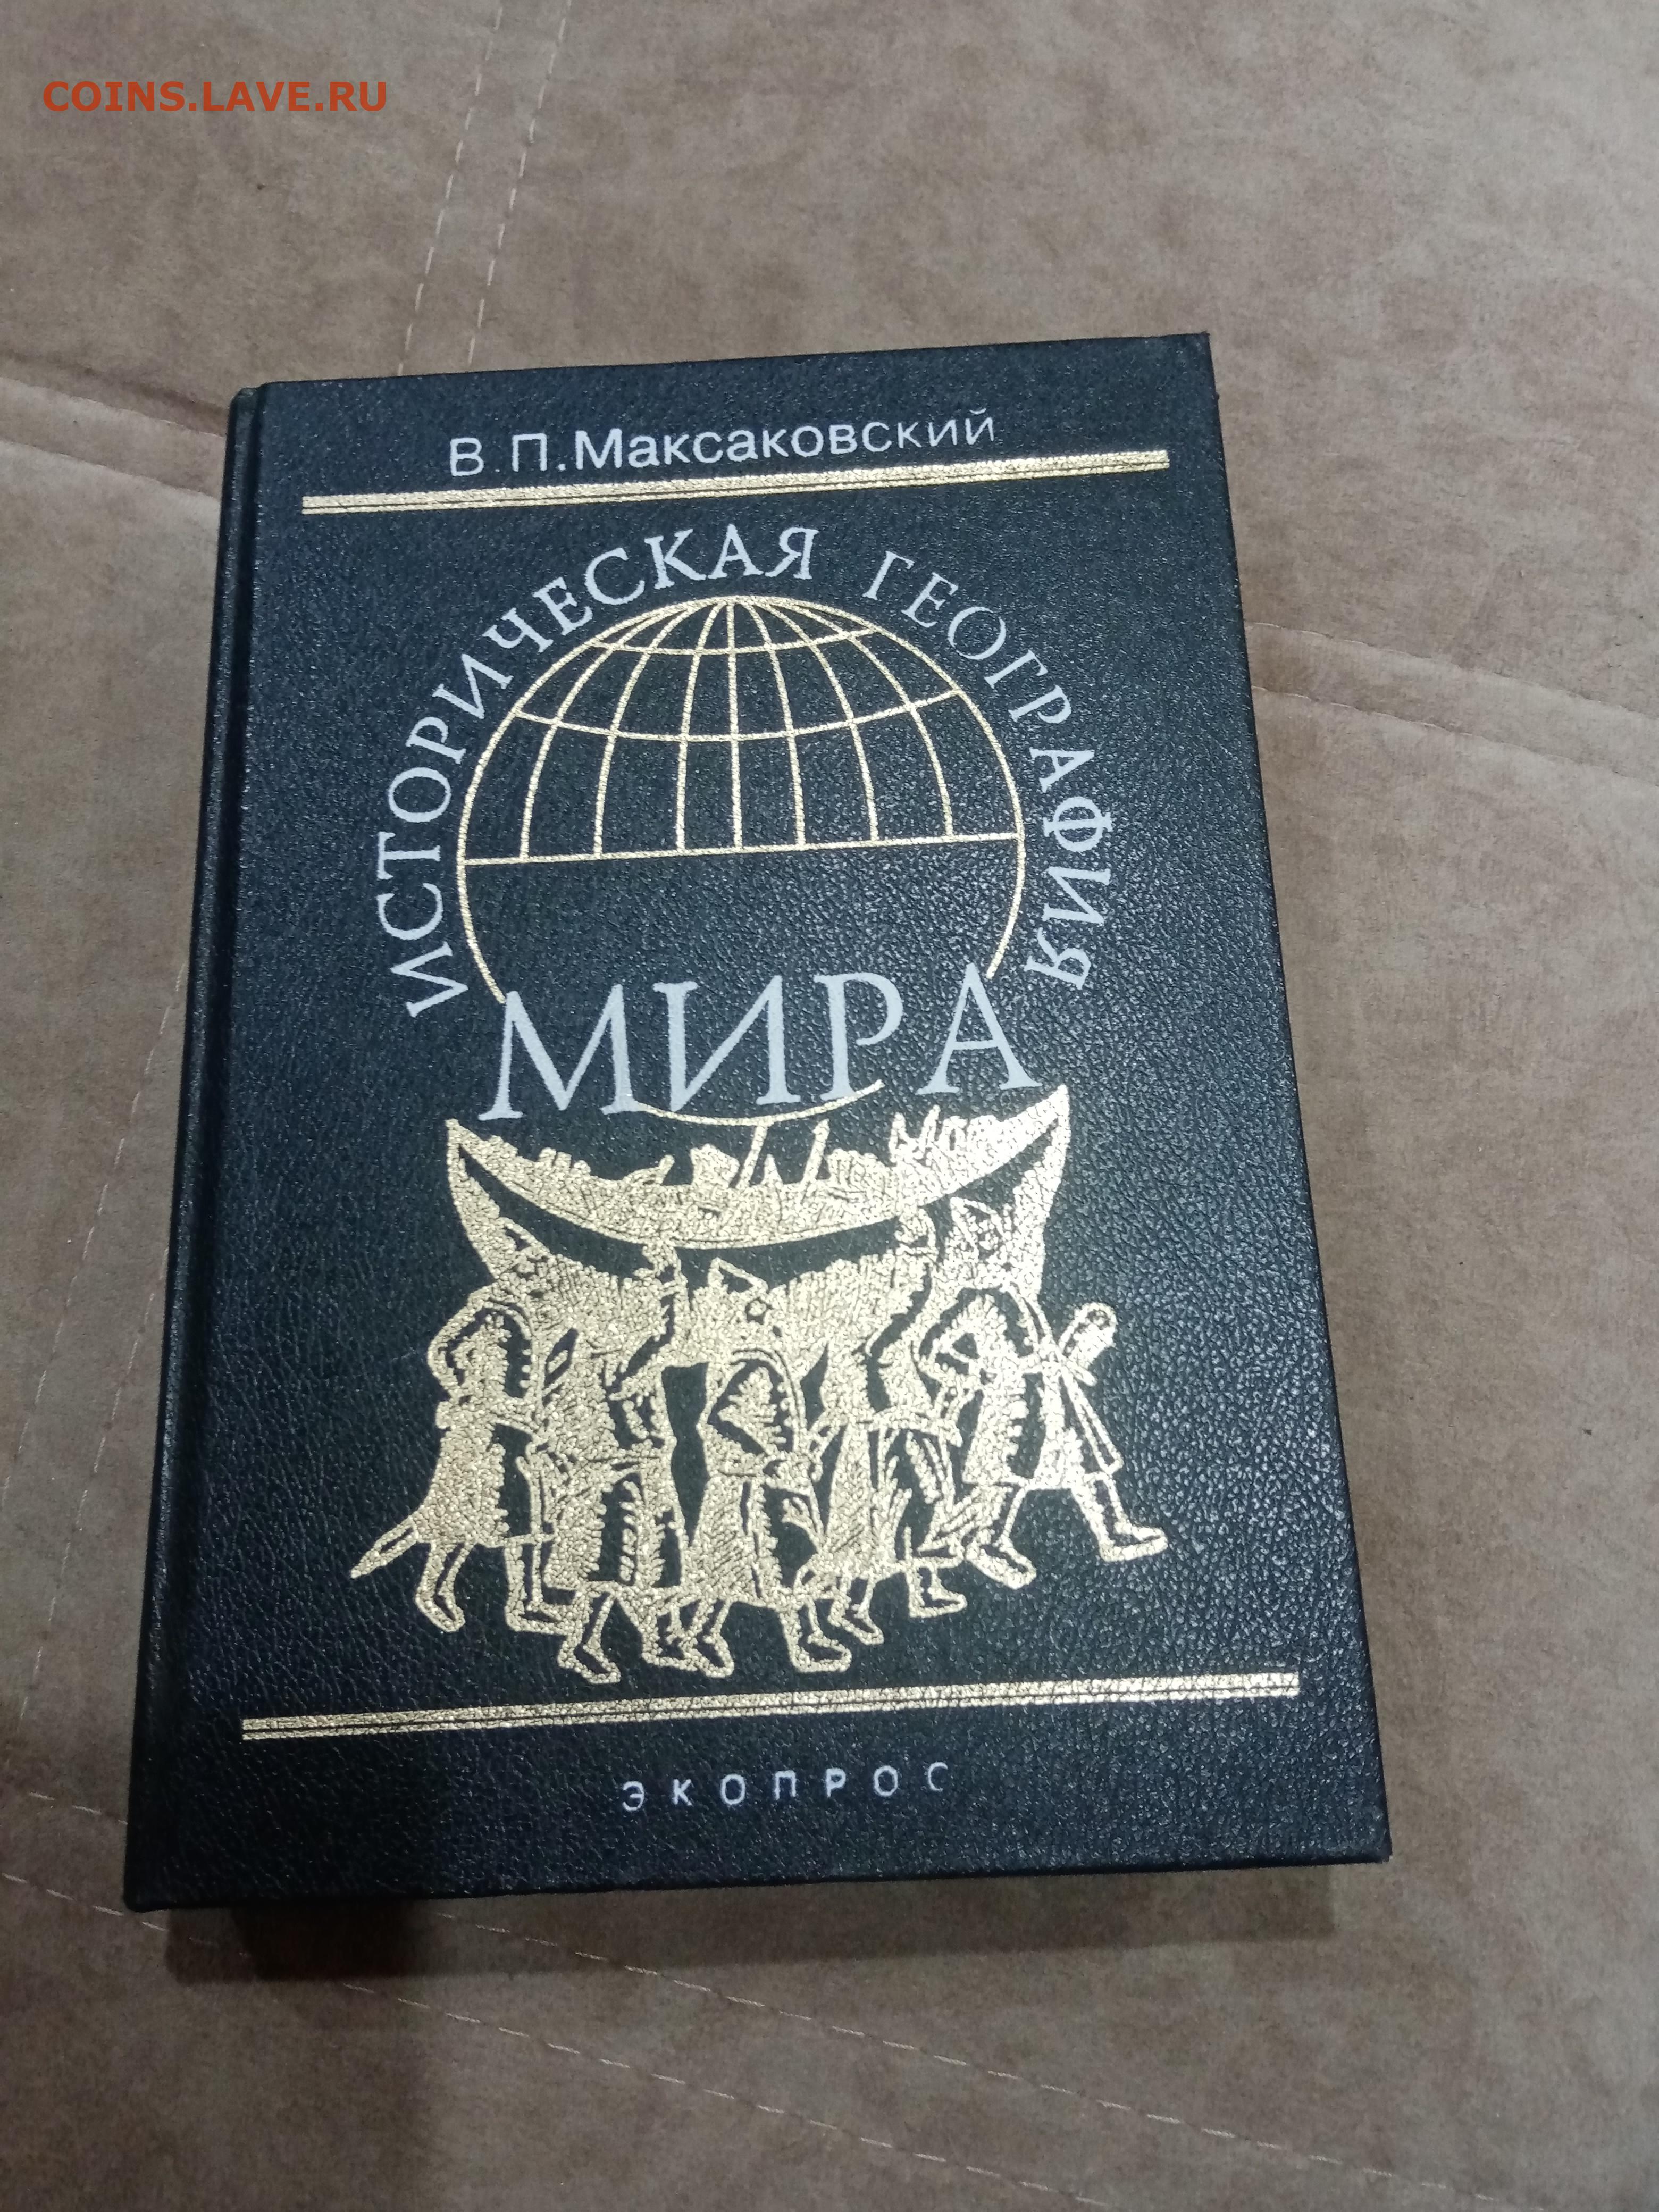 COINS.LAVE.RU
В.П.Максаковский
ИСТОРИЧЕСКАЯ ГЕОГРАФИЯ
МИРА
ЭКОПРОС